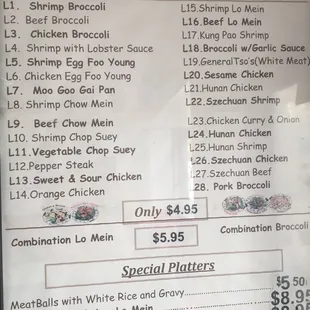 L1. Shrimp Broccoli
L2. Beef Broccoli
L3. Chicken Broccoli
L4. Shrimp with Lobster Sauce
L5. Shrimp Egg Foo Young
L6. Chicken Egg Foo Young
L7. Moo Goo Gai Pan
L8. Shrimp Chow Mein
L9. Beef Chow Mein
L10. Shrimp Chop Suey
L11. Vegetable Chop Suey
L12. Pepper Steak
L13. Sweet & Sour Chicken
L14. Orange Chicken
L15. Shrimp Lo Mein
L16. Beef Lo Mein
L17. Kung Pao Shrimp
L18. Broccoli w/Garlic Sauce
L19. GeneralTso's(White Meat)
L20. Sesame Chicken
L21. Hunan Chicken
L22. Szechuan Shrimp
L23. Chicken Curry & Onion
L24. Hunan Chicken
L25. Hunan Shrimp
L26. Szechuan Chicken
L27. Szechuan Beef
L28. Pork Broccoli
Only $4.95
Combination Lo Mein $5.95 Combination Broccoli
Special Platters
$5.50
MeatBalls with White Rice and Gravy $8.95
Mein